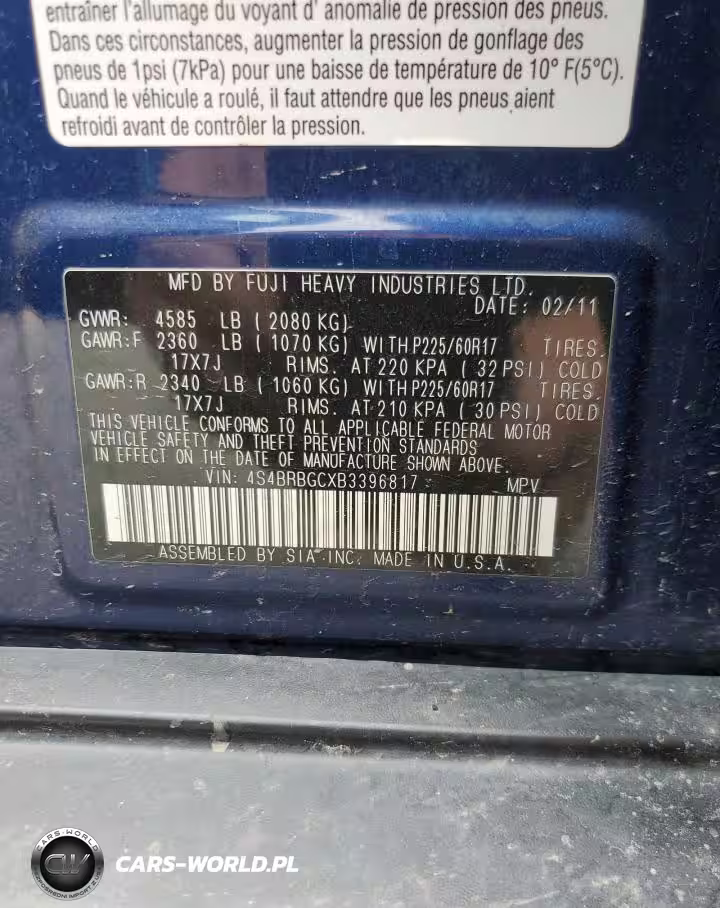 entraîner l'allumage du voyant d' anomalie de pression des pneus.
Dans ces circonstances, augmenter la pression de gonflage des
pneus de 1psi (7kPa) pour une baisse de température de 10° F(5°C).
Quand le véhicule a roulé, il faut attendre que les pneus aient
refroidi avant de contrôler la pression.
MFD BY FUJI HEAVY INDUSTRIES LTD.
DATE: 02/11
GVWR: 4585 LB ( 2080 KG)
GAWR:F 2360 LB ( 1070 KG) WITH P225/60R17 TIRES.
17X7J RIMS. AT 220 KPA ( 32 PSI) COLD
GAWR:R 2340 LB ( 1060 KG) WITH P225/60R17 TIRES.
17X7J RIMS. AT 210 KPA ( 30 PSI) COLD
THIS VEHICLE CONFORMS TO ALL APPLICABLE FEDERAL MOTOR
VEHICLE SAFETY AND THEFT PREVENTION STANDARDS
IN EFFECT ON THE DATE OF MANUFACTURE SHOWN ABOVE.
VIN: 4S4BRBGCXB3396817 MPV
ASSEMBLED BY SIA INC. MADE IN U.S.A.
CARS-WORLD
CW
CARS-WORLD.PL